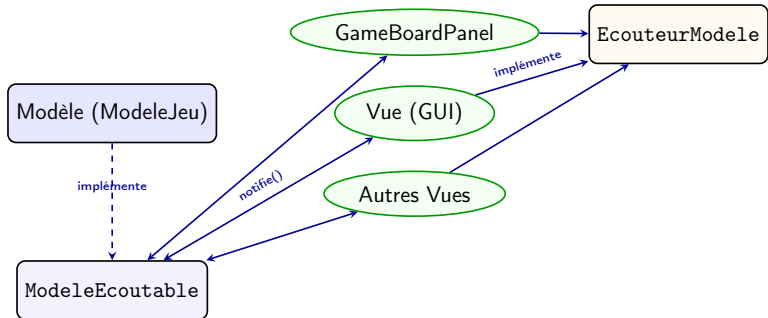 GameBoardPanel
EcouteurModele
implémente
Modèle (ModeleJeu)
Vue (GUI)
implémente
notifie()
Autres Vues
ModeleEcoutable